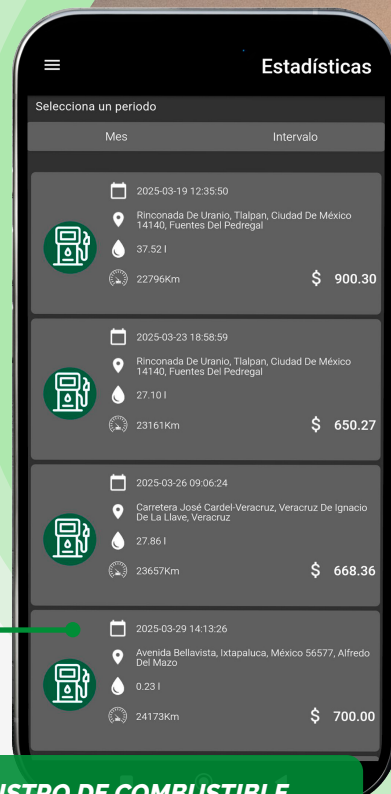 Estadísticas
Selecciona un periodo
Mes Intervalo
2025-03-19 12:35:50
Rinconada De Uranio, Tlalpan, Ciudad De México
14140, Fuentes Del Pedregal
37.52 l
22796Km $ 900.30
2025-03-23 18:58:59
Rinconada De Uranio, Tlalpan, Ciudad De México
14140, Fuentes Del Pedregal
27.10 l
23161Km $ 650.27
2025-03-26 09:06:24
Carretera José Cardel-Veracruz, Veracruz De Ignacio
De La Llave, Veracruz
27.86 l
23657Km $ 668.36
2025-03-29 14:13:26
Avenida Bellavista, Ixtapaluca, México 56577, Alfredo
Del Mazo
0.23 l
24173Km $ 700.00
ISTRO DE COMBUSTIBLE